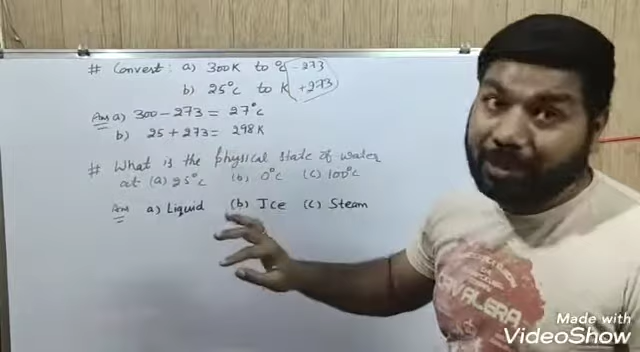 # Convert : a) 300K to °C -273
b) 25°C to K +273
Ans a) 300 - 273 = 27°C
b) 25 + 273 = 298K
# What is the physical state of water
at (a) 25°C (b) 0°C (c) 100°C
Ans a) Liquid (b) Ice (c) Steam
CAVALERA
Made with
VideoShow